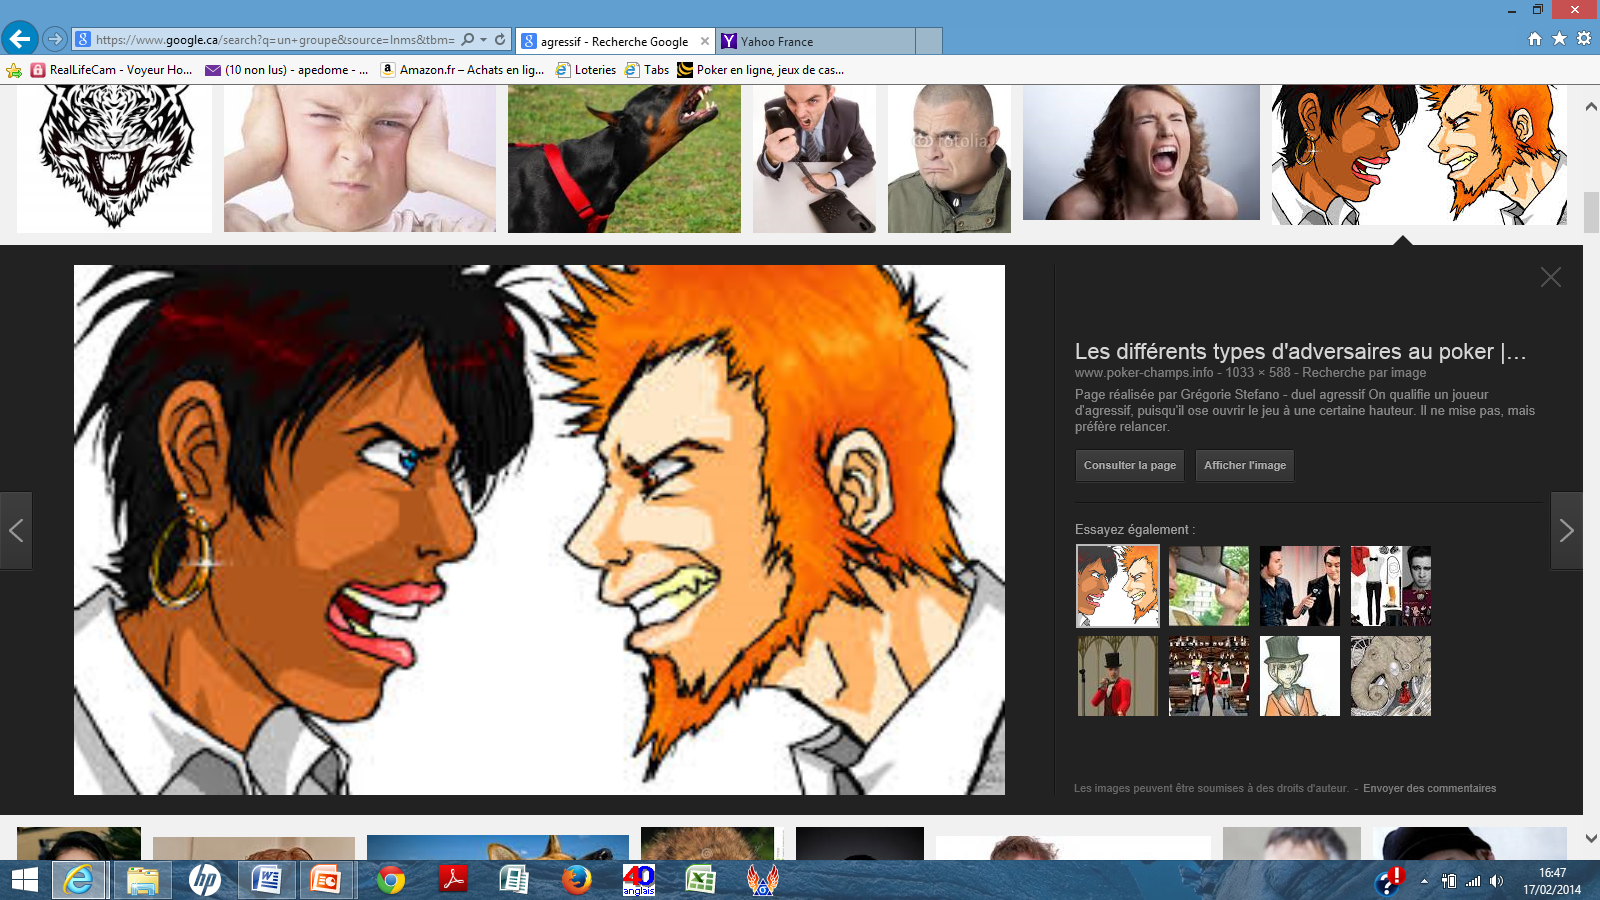 https://www.google.ca/search?q=un+groupe&source=lnms&tbm=
agressif - Recherche Google
Yahoo France
RealLifeCam - Voyeur Ho...
(10 non lus) - apedome - ...
Amazon.fr – Achats en lig...
Loteries
Tabs
Poker en ligne, jeux de cas...
fotolia
Les différents types d'adversaires au poker |...
www.poker-champs.info - 1033 × 588 - Recherche par image
Page réalisée par Grégorie Stefano - duel agressif On qualifie un joueur
d'agressif, puisqu'il ose ouvrir le jeu à une certaine hauteur. Il ne mise pas, mais
préfère relancer.
Consulter la page
Afficher l'image
Essayez également :
Les images peuvent être soumises à des droits d'auteur. - Envoyer des commentaires
hp
40
anglais
16:47
17/02/2014